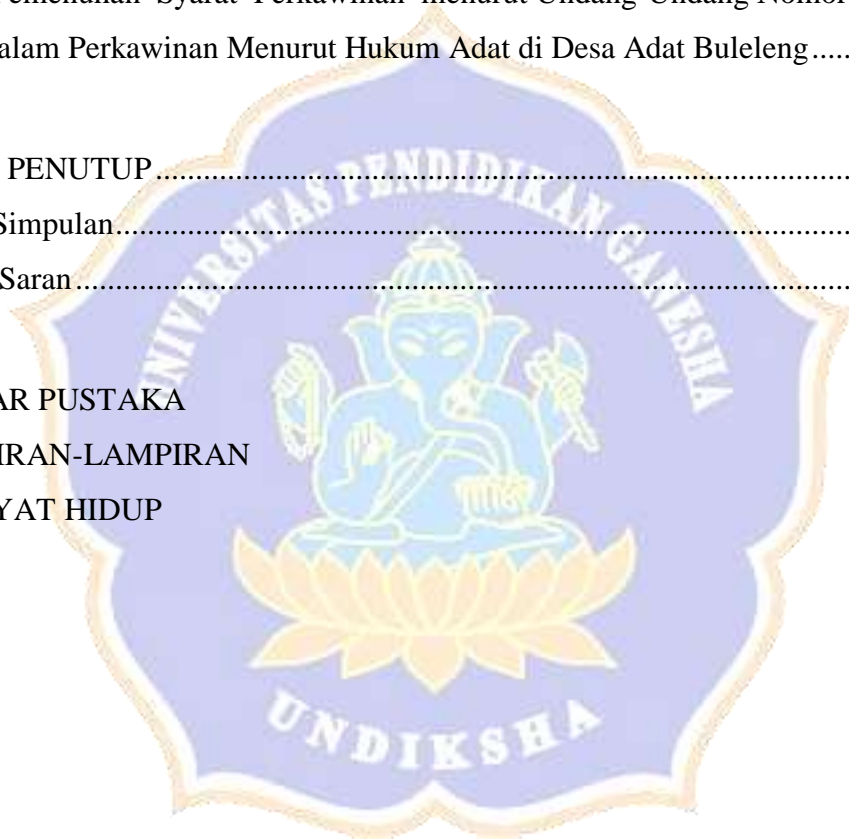 Pemenuhan Syarat Perkawinan menurut Undang-Undang Nomor
dalam Perkawinan Menurut Hukum Adat di Desa Adat Buleleng.....
PENUTUP..............................................................................
Simpulan..............................................................................
Saran..............................................................................
AR PUSTAKA
IRAN-LAMPIRAN
YAT HIDUP
UNIVERSITAS PENDIDIKAN GANESHA
UNDIKSHA